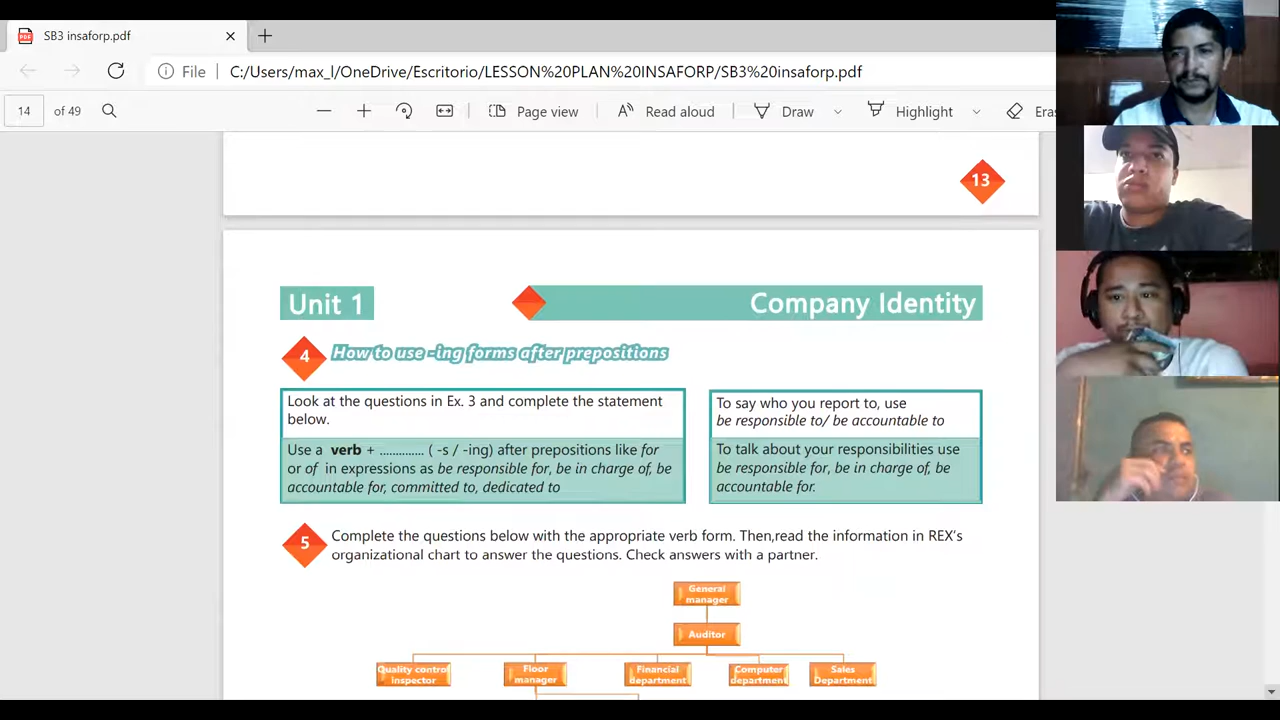 SB3 insaforp.pdf
File
C:/Users/max_l/OneDrive/Escritorio/LESSON%20PLAN%20INSAFORP/SB3%20insaforp.pdf
14 of 49
Page view
Read aloud
Draw
Highlight
Eras
13
Unit 1
Company Identity
4
How to use -ing forms after prepositions
Look at the questions in Ex. 3 and complete the statement
below.
Use a verb + .............. ( -s / -ing) after prepositions like for
or of in expressions as be responsible for, be in charge of, be
accountable for, committed to, dedicated to
To say who you report to, use
be responsible to/ be accountable to
To talk about your responsibilities use
be responsible for, be in charge of, be
accountable for.
5
Complete the questions below with the appropriate verb form. Then,read the information in REX's
organizational chart to answer the questions. Check answers with a partner.
General
manager
Auditor
Quality control
inspector
Floor
manager
Financial
department
Computer
department
Sales
Department